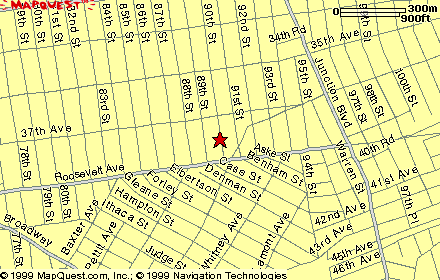 MAPQUEST
0 300m
900ft
80th St
81st St
82nd St
85th St
86th St
87th St
90th St
92nd St
34th Rd
35th Ave
83rd St
88th St
89th St
91st St
93rd St
95th St
Junction Blvd
97th St
98th St
99th St
100th St
37th Ave
78th St
Roosevelt Ave
Aske St
Benham St
Case St
Denman St
Elbertson St
Forley St
Gleane St
Hampton St
Ithaca St
Judge St
94th St
Warren St
40th Rd
41st Ave
97th Pl
79th St
80th St
Broadway
77th St
Baxter Ave
Pettit Ave
Whitney Ave
42nd Ave
43rd Ave
45th Ave
46th Ave
© 1999 MapQuest.com, Inc.; © 1999 Navigation Technologies